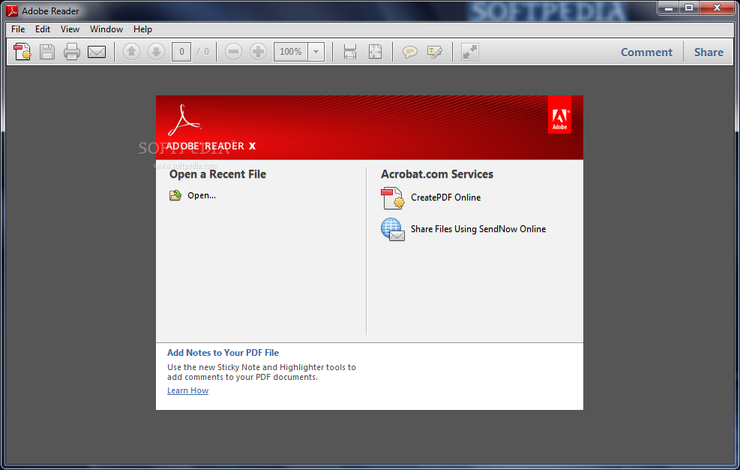 SOFTPEDIA
Adobe Reader
File Edit View Window Help
0 / 0 100% Comment Share
Adobe
SOFTPEDIA
ADOBE READER X
www.softpedia.com
Open a Recent File
Open...
Acrobat.com Services
CreatePDF Online
Share Files Using SendNow Online
Add Notes to Your PDF File
Use the new Sticky Note and Highlighter tools to
add comments to your PDF documents.
Learn How